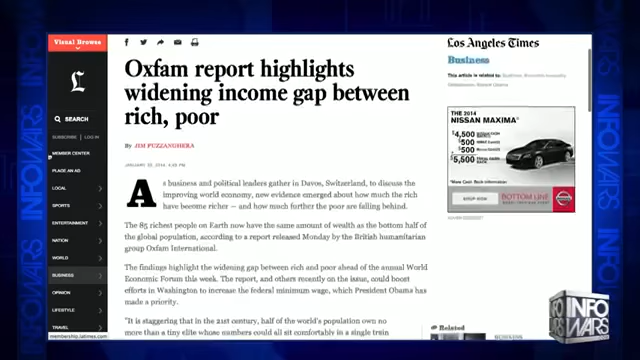 Visual Browse
L
SEARCH
SUBSCRIBE | LOG IN
MEMBER CENTER
PLACE AN AD
LOCAL
SPORTS
ENTERTAINMENT
NATION
WORLD
BUSINESS
OPINION
LIFESTYLE
TRAVEL
membership.latimes.com
Oxfam report highlights
widening income gap between
rich, poor
By JIM PUZZANGHERA
As business and political leaders gather in Davos, Switzerland, to discuss the
improving world economy, new evidence emerged about how much the rich
have become richer — and how much further the poor are falling behind.
The 85 richest people on Earth now have the same amount of wealth as the bottom half of
the global population, according to a report released Monday by the British humanitarian
group Oxfam International.
The findings highlight the widening gap between rich and poor ahead of the annual World
Economic Forum this week. The report, and others recently on the issue, could boost
efforts in Washington to increase the federal minimum wage, which President Obama has
made a priority.
"It is staggering that in the 21st century, half of the world's population own no
more than a tiny elite whose numbers could all sit comfortably in a single train
Los Angeles Times
Business
This article is related to:
THE 2014
NISSAN MAXIMA
$4,500
$500
$500
$5,500
BOTTOM LINE
NISSAN
Related
BUSINESS
INFOWARS
INFOWARS
INFO
WARS